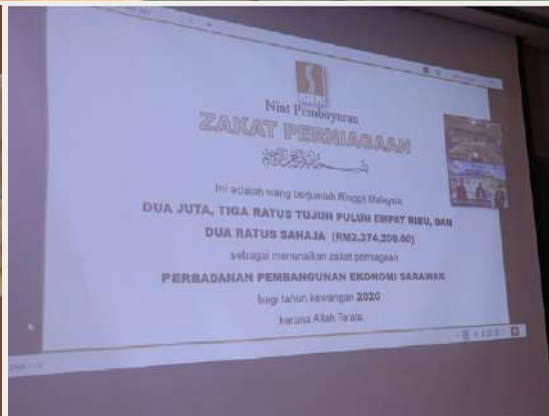 Niat Pembayaran
ZAKAT PERNIAGAAN
Ini adalah wang berjumlah Ringgit Malaysia
DUA JUTA, TIGA RATUS TUJUH PULUH EMPAT RIBU, DAN
DUA RATUS SAHAJA (RM2,374,200.00)
sebagai menunaikan zakat perniagaan
PERBADANAN PEMBANGUNAN EKONOMI SARAWAK
bagi tahun kewangan 2020
kerana Allah Ta'ala.